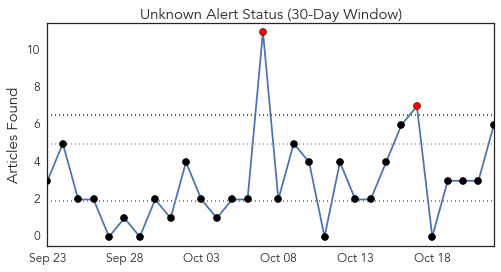 Unknown Alert Status (30-Day Window)
Articles Found
10
8
6
4
2
0
Sep 23 Sep 28 Oct 03 Oct 08 Oct 13 Oct 18